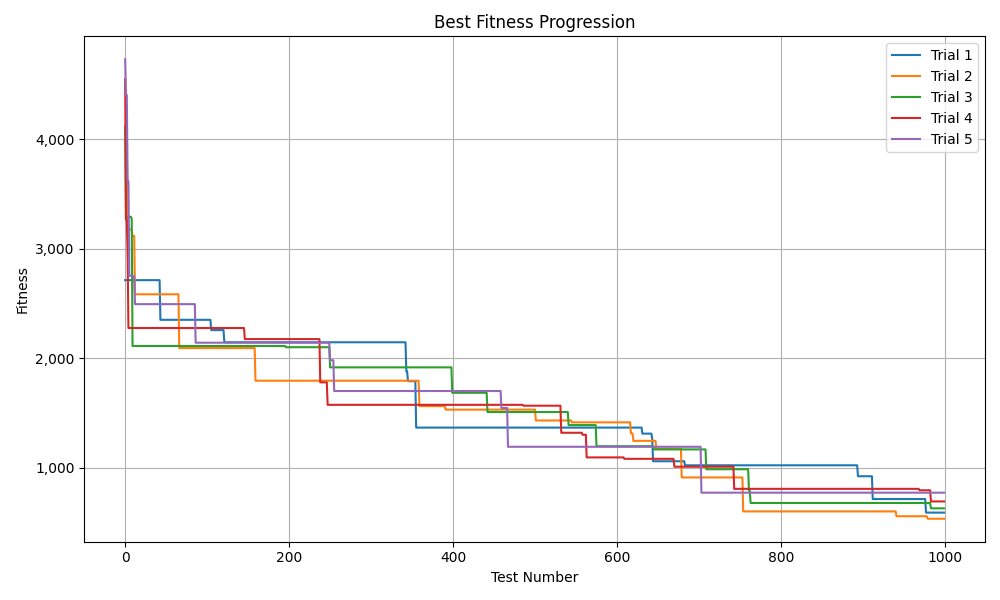 Best Fitness Progression
Trial 1
Trial 2
Trial 3
Trial 4
Trial 5
Fitness
4,000
3,000
2,000
1,000
0 200 400 600 800 1000
Test Number